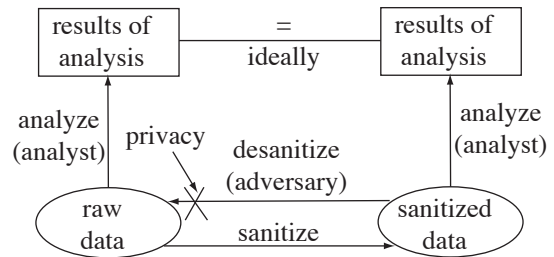 results of
analysis
=
ideally
results of
analysis
analyze
(analyst)
privacy
desanitize
(adversary)
analyze
(analyst)
raw
data
sanitize
sanitized
data